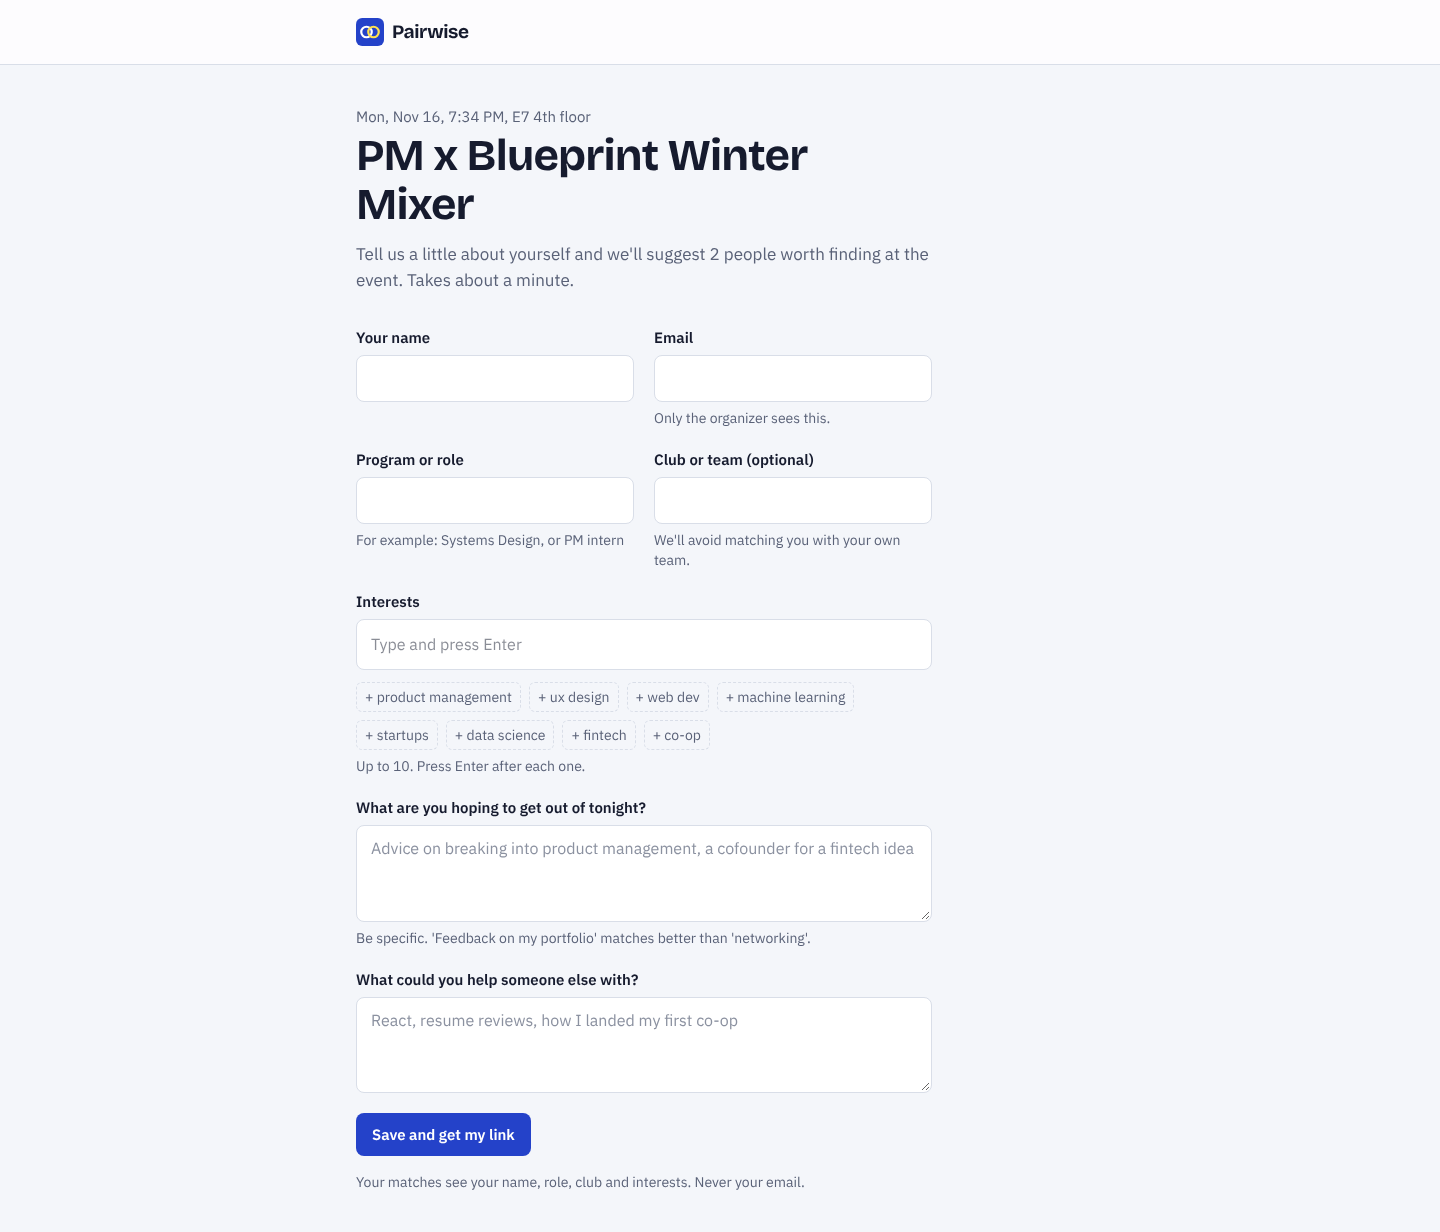 Pairwise
Mon, Nov 16, 7:34 PM, E7 4th floor
PM x Blueprint Winter
Mixer
Tell us a little about yourself and we'll suggest 2 people worth finding at the
event. Takes about a minute.
Your name
Email
Only the organizer sees this.
Program or role
Club or team (optional)
For example: Systems Design, or PM intern
We'll avoid matching you with your own
team.
Interests
Type and press Enter
+ product management
+ ux design
+ web dev
+ machine learning
+ startups
+ data science
+ fintech
+ co-op
Up to 10. Press Enter after each one.
What are you hoping to get out of tonight?
Advice on breaking into product management, a cofounder for a fintech idea
Be specific. 'Feedback on my portfolio' matches better than 'networking'.
What could you help someone else with?
React, resume reviews, how I landed my first co-op
Save and get my link
Your matches see your name, role, club and interests. Never your email.